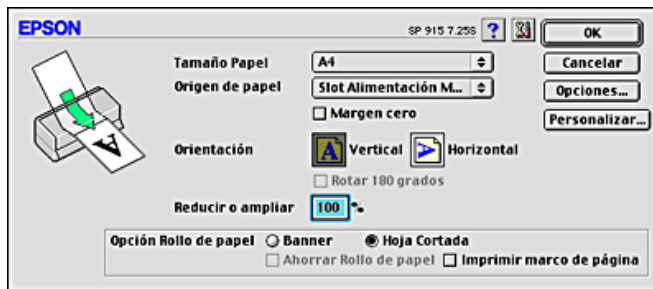 EPSON
SP 915 7.25S ?
OK
Tamaño Papel A4
Cancelar
Origen de papel Slot Alimentación M...
Opciones...
Margen cero
Personalizar...
Orientación A Vertical A Horizontal
Rotar 180 grados
Reducir o ampliar 100 %
Opción Rollo de papel Banner Hoja Cortada
Ahorrar Rollo de papel Imprimir marco de página
A